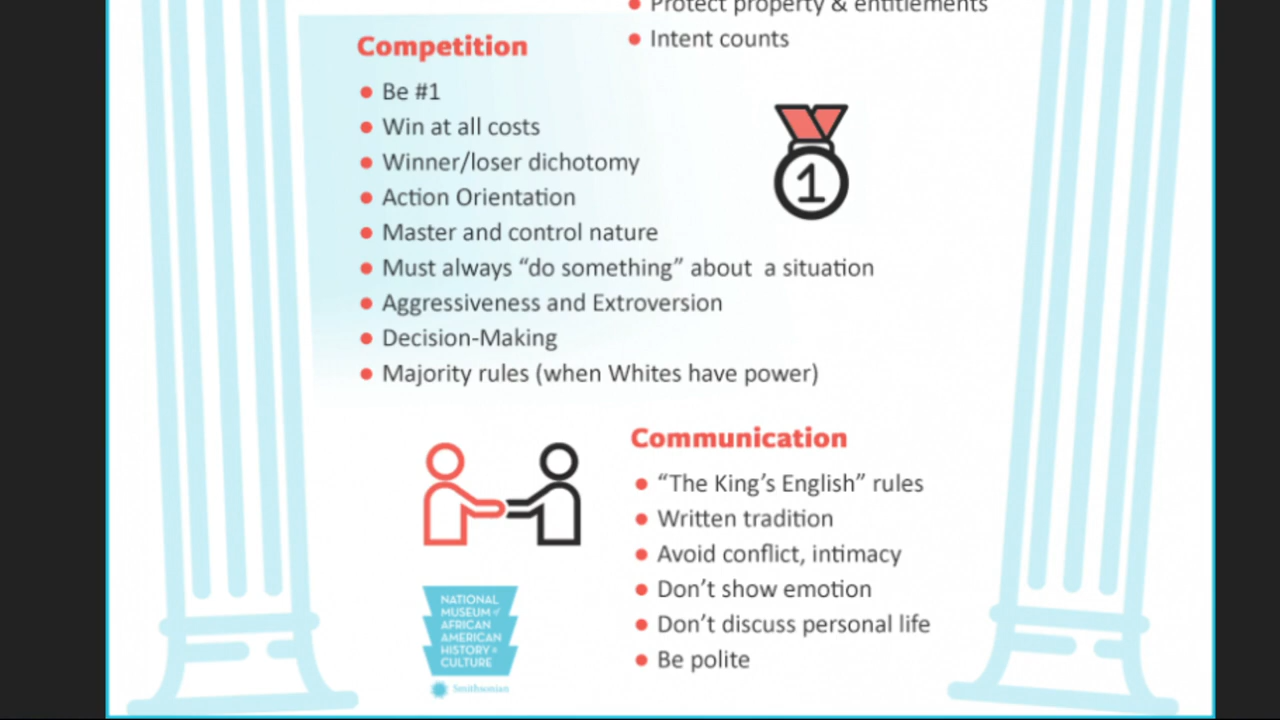 Protect property & entitlements
Intent counts
Competition
Be #1
Win at all costs
Winner/loser dichotomy
Action Orientation
Master and control nature
Must always “do something” about  a situation
Aggressiveness and Extroversion
Decision-Making
Majority rules (when Whites have power)
1
Communication
“The King’s English” rules
Written tradition
Avoid conflict, intimacy
Don’t show emotion
Don’t discuss personal life
Be polite
NATIONAL
MUSEUM of
AFRICAN
AMERICAN
HISTORY &
CULTURE
Smithsonian